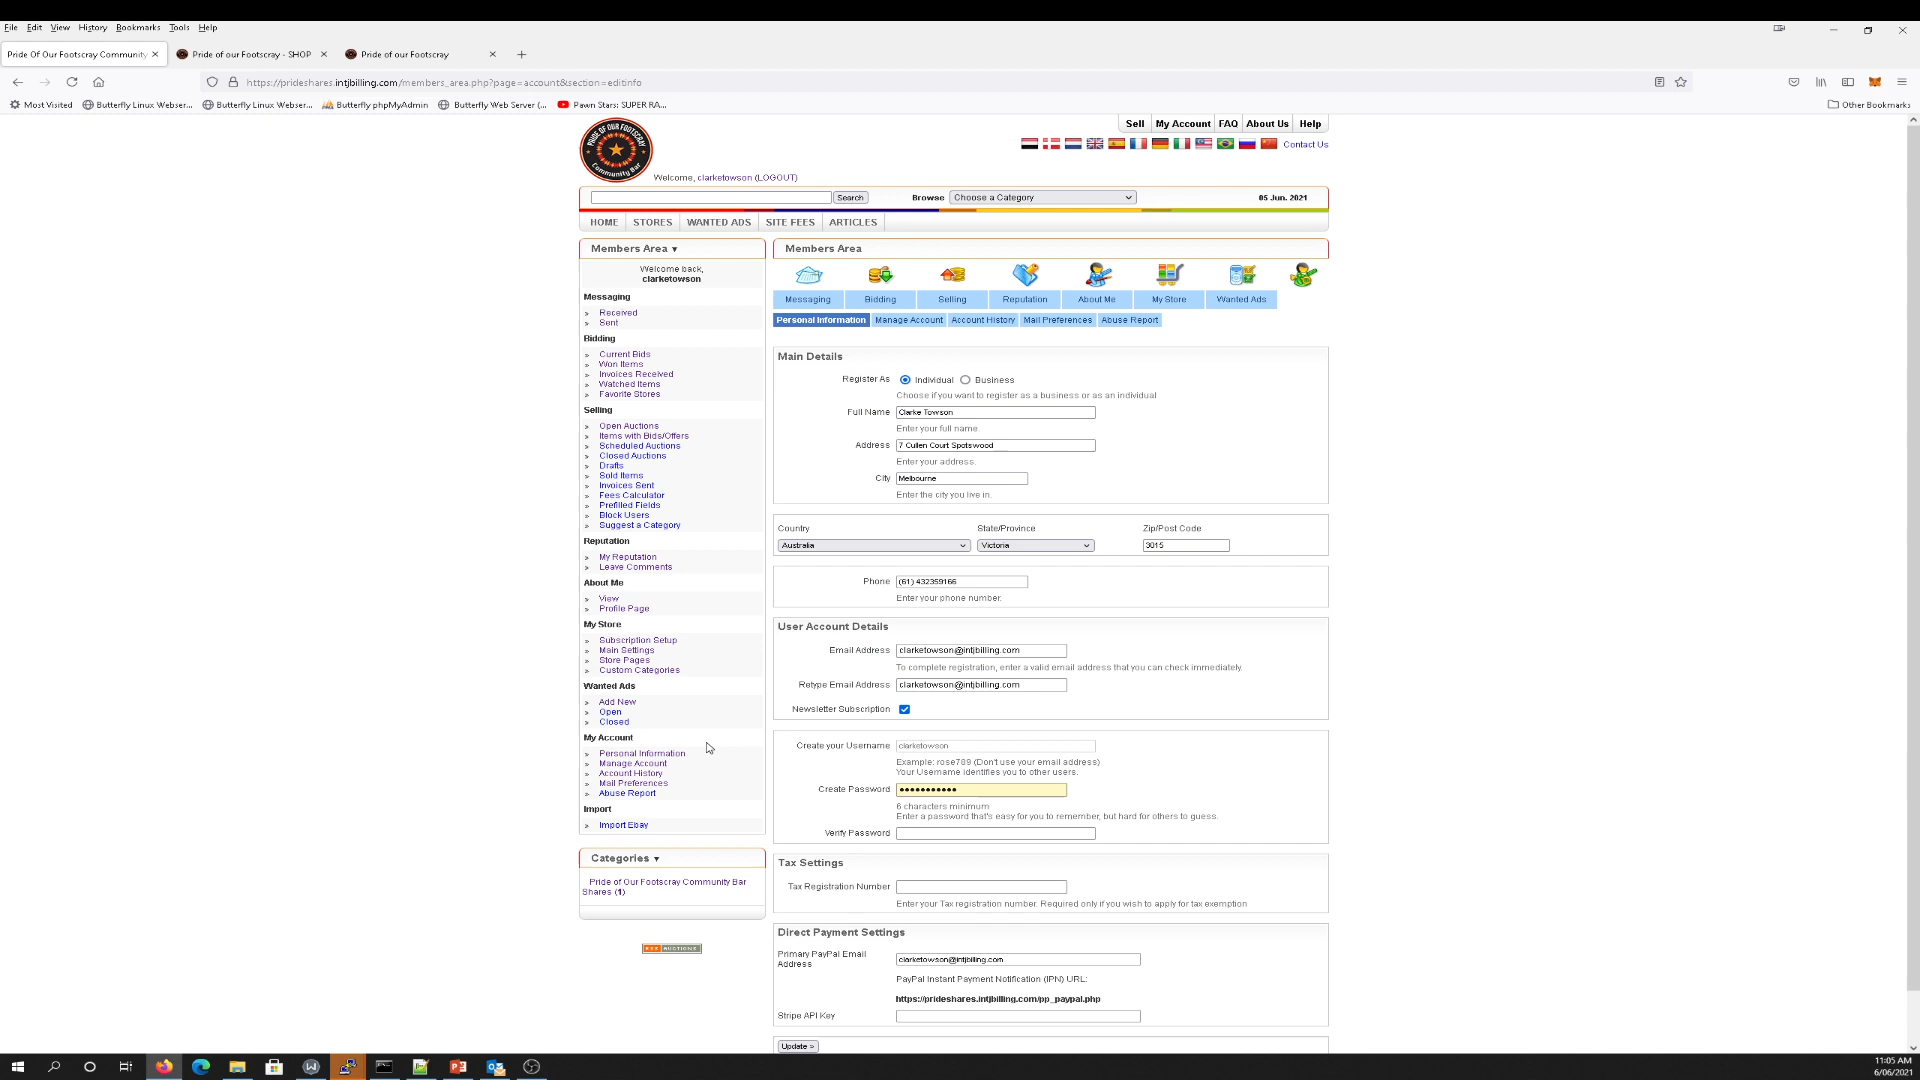 File Edit View History Bookmarks Tools Help
Pride Of Our Footscray Community
Pride of our Footscray - SHOP
Pride of our Footscray
https://prideshares.intjbilling.com/members_area.php?page=account&section=editinfo
Most Visited
Butterfly Linux Webser...
Butterfly Linux Webser...
Butterfly phpMyAdmin
Butterfly Web Server (...
Pawn Stars: SUPER RA...
Other Bookmarks
PRIDE OF OUR FOOTSCRAY
Community Bar
Sell My Account FAQ About Us Help
Contact Us
Welcome, clarketowson (LOGOUT)
Search
Browse
Choose a Category
05 Jun. 2021
HOME STORES WANTED ADS SITE FEES ARTICLES
Members Area
Welcome back,
clarketowson
Messaging
Received
Sent
Bidding
Current Bids
Won Items
Invoices Received
Watched Items
Favorite Stores
Selling
Open Auctions
Items with Bids/Offers
Scheduled Auctions
Closed Auctions
Drafts
Sold Items
Invoices Sent
Fees Calculator
Prefilled Fields
Block Users
Suggest a Category
Reputation
My Reputation
Leave Comments
About Me
View
Profile Page
My Store
Subscription Setup
Main Settings
Store Pages
Custom Categories
Wanted Ads
Add New
Open
Closed
My Account
Personal Information
Manage Account
Account History
Mail Preferences
Abuse Report
Import
Import Ebay
Categories
Pride of Our Footscray Community Bar
Shares (1)
AUCTIONS
Members Area
Messaging Bidding Selling Reputation About Me My Store Wanted Ads
Personal Information Manage Account Account History Mail Preferences Abuse Report
Main Details
Register As Individual Business
Choose if you want to register as a business or as an individual
Full Name Clarke Towson
Enter your full name.
Address 7 Cullen Court Spotswood
Enter your address.
City Melbourne
Enter the city you live in.
Country State/Province Zip/Post Code
Australia Victoria 3015
Phone (61) 432359166
Enter your phone number.
User Account Details
Email Address clarketowson@intjbilling.com
To complete registration, enter a valid email address that you can check immediately.
Retype Email Address clarketowson@intjbilling.com
Newsletter Subscription
Create your Username clarketowson
Example: rose789 (Don't use your email address)
Your Username identifies you to other users.
Create Password
6 characters minimum
Enter a password that's easy for you to remember, but hard for others to guess.
Verify Password
Tax Settings
Tax Registration Number
Enter your Tax registration number. Required only if you wish to apply for tax exemption
Direct Payment Settings
Primary PayPal Email
Address
clarketowson@intjbilling.com
PayPal Instant Payment Notification (IPN) URL:
https://prideshares.intjbilling.com/pp_paypal.php
Stripe API Key
Update >
11:05 AM
6/06/2021